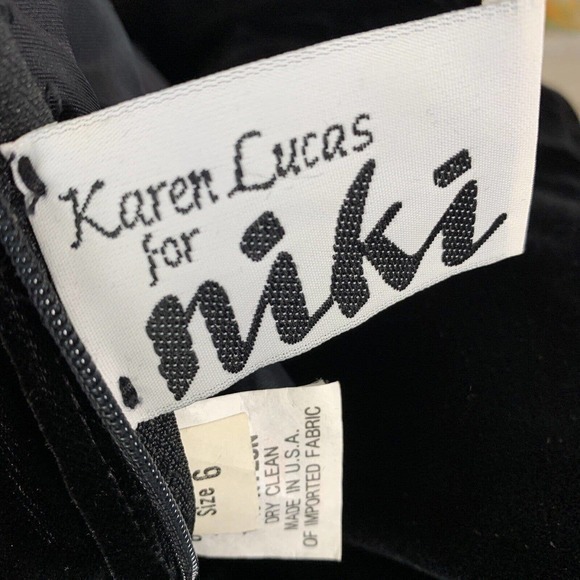 Karen Lucas
for
niki
Size 6
DRY CLEAN
MADE IN U.S.A.
OF IMPORTED FABRIC